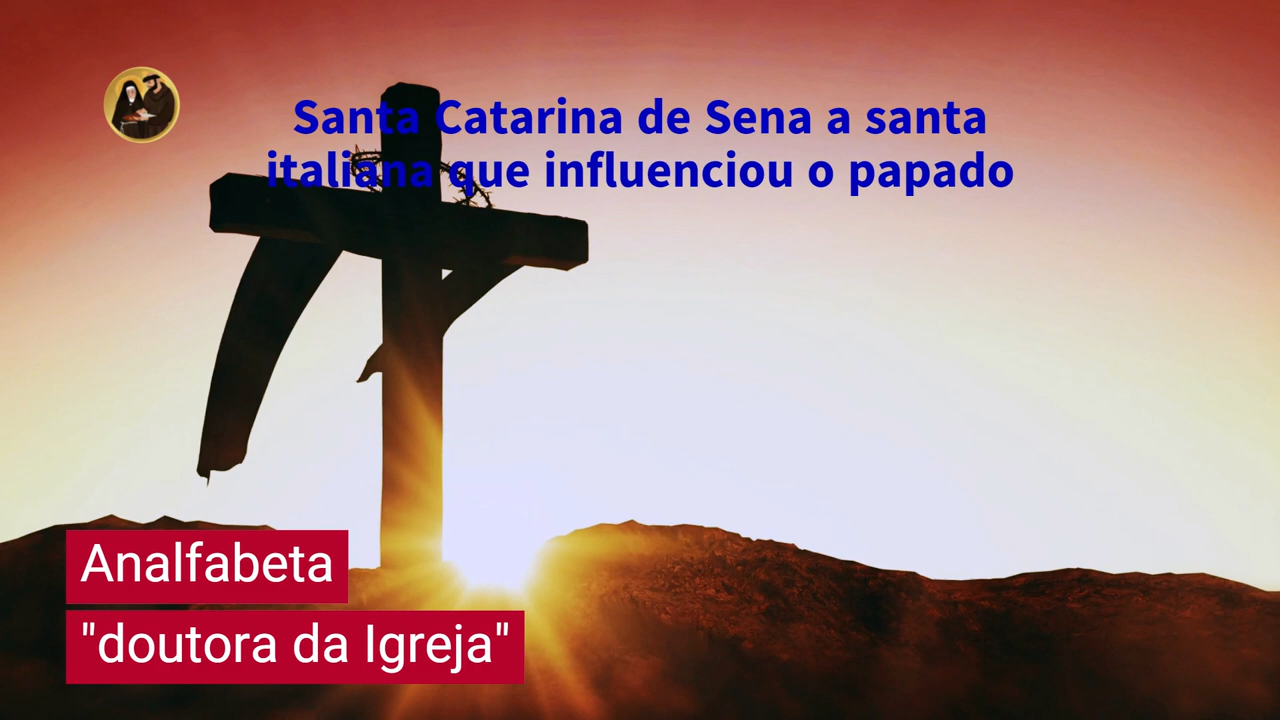 Santa Catarina de Sena a santa
italiana que influenciou o papado
Analfabeta
"doutora da Igreja"